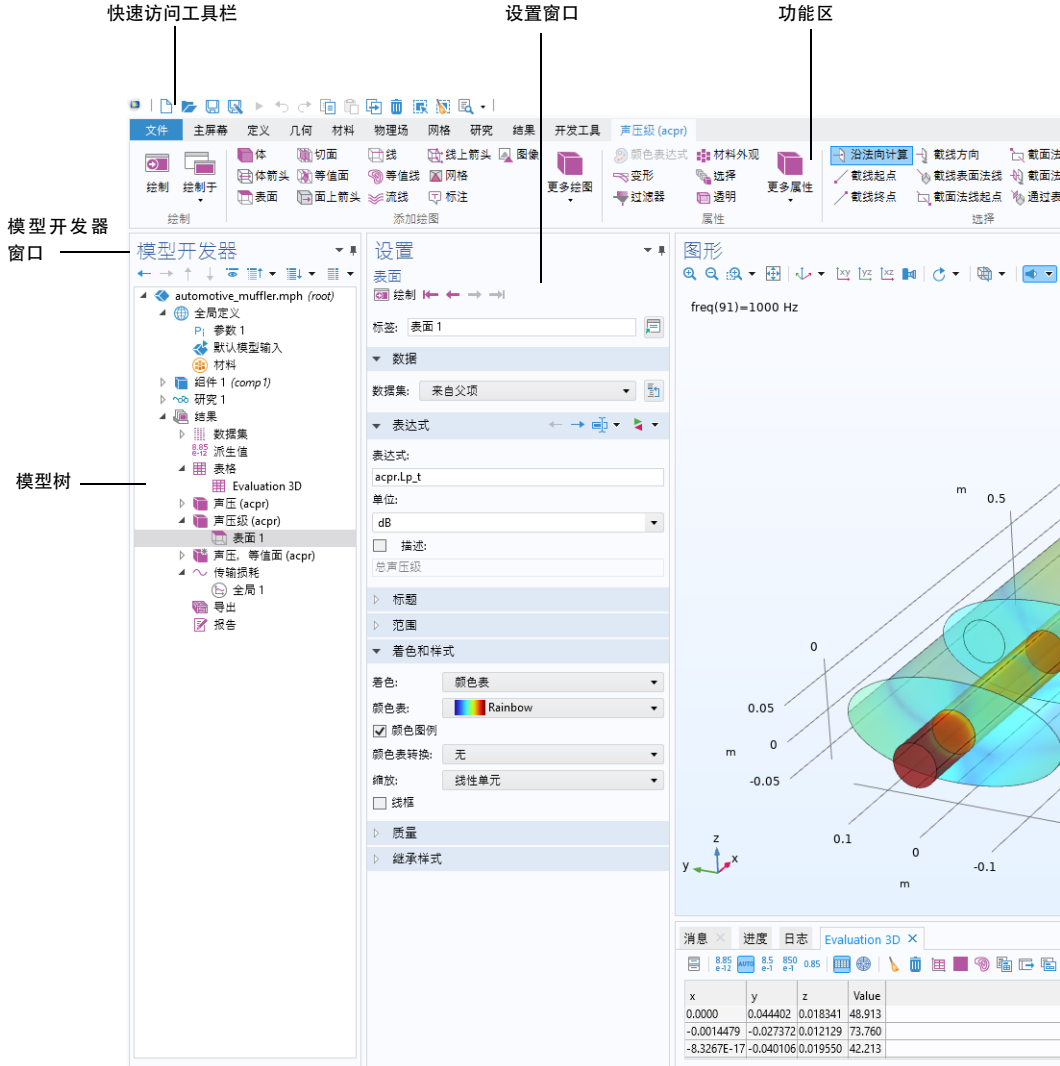 快速访问工具栏
设置窗口
功能区
文件 主屏幕 定义 几何 材料 物理场 网格 研究 结果 开发工具 声压级 (acpr)
体 切面 线 线上箭头 图像 颜色表达式 材料外观 沿法向计算 截线方向 截面法
绘制 绘制于 体箭头 等值面 等值线 网格 更多绘图 变形 选择 更多属性 截线起点 截线表面法线 截面法
表面 面上箭头 流线 标注 过滤器 透明 截线终点 截面法线起点 通过表
绘制 添加绘图 属性 选择
模型开发器
窗口
模型树
模型开发器
automotive_muffler.mph (root)
全局定义
Pi 参数 1
默认模型输入
材料
组件 1 (comp1)
研究 1
结果
数据集
8.85
e-12 派生值
表格
Evaluation 3D
声压 (acpr)
声压级 (acpr)
表面 1
声压, 等值面 (acpr)
传输损耗
全局 1
导出
报告
设置
表面
绘制
标签: 表面 1
数据
数据集: 来自父项
表达式
表达式:
acpr.Lp_t
单位:
dB
描述:
总声压级
标题
范围
着色和样式
着色: 颜色表
颜色表: Rainbow
颜色图例
颜色表转换: 无
缩放: 线性单元
线框
质量
继承样式
图形
xy yz xz
freq(91)=1000 Hz
m
0.5
0
0.05
m
0
-0.05
0.1
0
-0.1
m
z
y
x
消息 进度 日志 Evaluation 3D
8.85
e-12 AUTO 8.5
e-1 850
e-1 0.85
x y z Value
0.0000 0.044402 0.018341 48.913
-0.0014479 -0.027372 0.012129 73.760
-8.3267E-17 -0.040106 0.019550 42.213